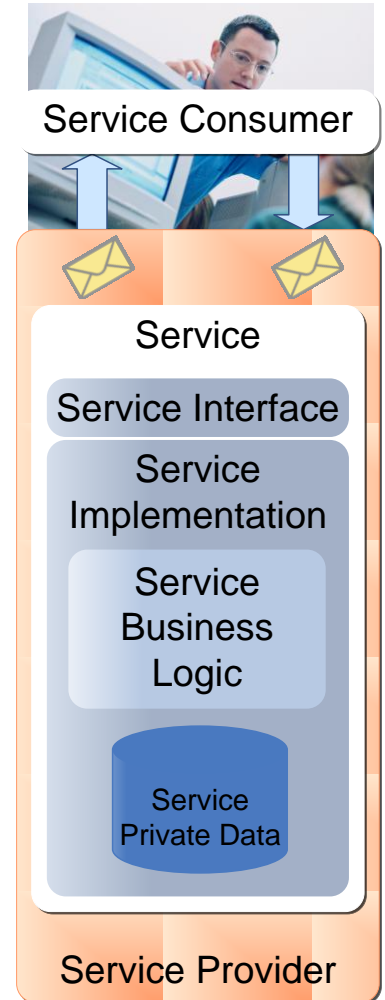 Service Consumer
Service
Service Interface
Service
Implementation
Service
Business
Logic
Service
Private Data
Service Provider